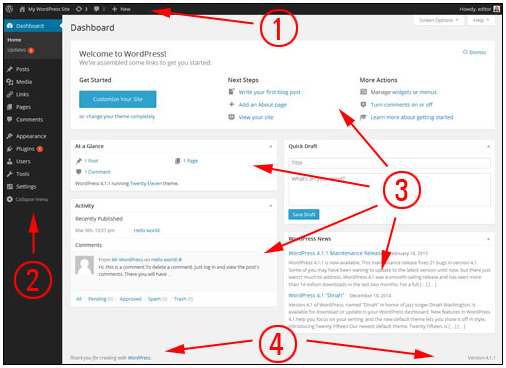 My WordPress Site 3 0 + New Howdy, editor
Dashboard
Screen Options Help
Dashboard
Home
Updates 3
Posts
Media
Links
Pages
Comments
Appearance
Plugins 1
Users
Tools
Settings
Collapse menu
1
2
3
4
Welcome to WordPress!
We've assembled some links to get you started:
Dismiss
Get Started
Customize Your Site
or, change your theme completely
Next Steps
Write your first blog post
Add an About page
View your site
More Actions
Manage widgets or menus
Turn comments on or off
Learn more about getting started
At a Glance
1 Post 1 Page
1 Comment
WordPress 4.1.1 running Twenty Eleven theme.
Activity
Recently Published
Mar 6th, 10:57 pm Hello world!
Comments
From Mr WordPress on Hello world! #
Hi, this is a comment.To delete a comment, just log in and view the post's
comments. There you will have ...
All Pending (0) Approved Spam (0) Trash (0)
Quick Draft
Title
What's on your mind?
Save Draft
WordPress News
WordPress 4.1.1 Maintenance Release February 18, 2015
WordPress 4.1.1 is now available. This maintenance release fixes 21 bugs in version 4.1.
Some of you may have been waiting to update to the latest version until now, but there just
wasn't much to address. WordPress 4.1 was a smooth-sailing release and has seen more
than 14 million downloads in the last two months. For a full [...] [...]
WordPress 4.1 "Dinah" December 18, 2014
Version 4.1 of WordPress, named "Dinah" in honor of jazz singer Dinah Washington, is
available for download or update in your WordPress dashboard. New features in WordPress
4.1 help you focus on your writing, and the new default theme lets you show it off in style.
Introducing Twenty Fifteen Our newest default theme, Twenty Fifteen, is [...] [...]
Thank you for creating with WordPress.
Version 4.1.1